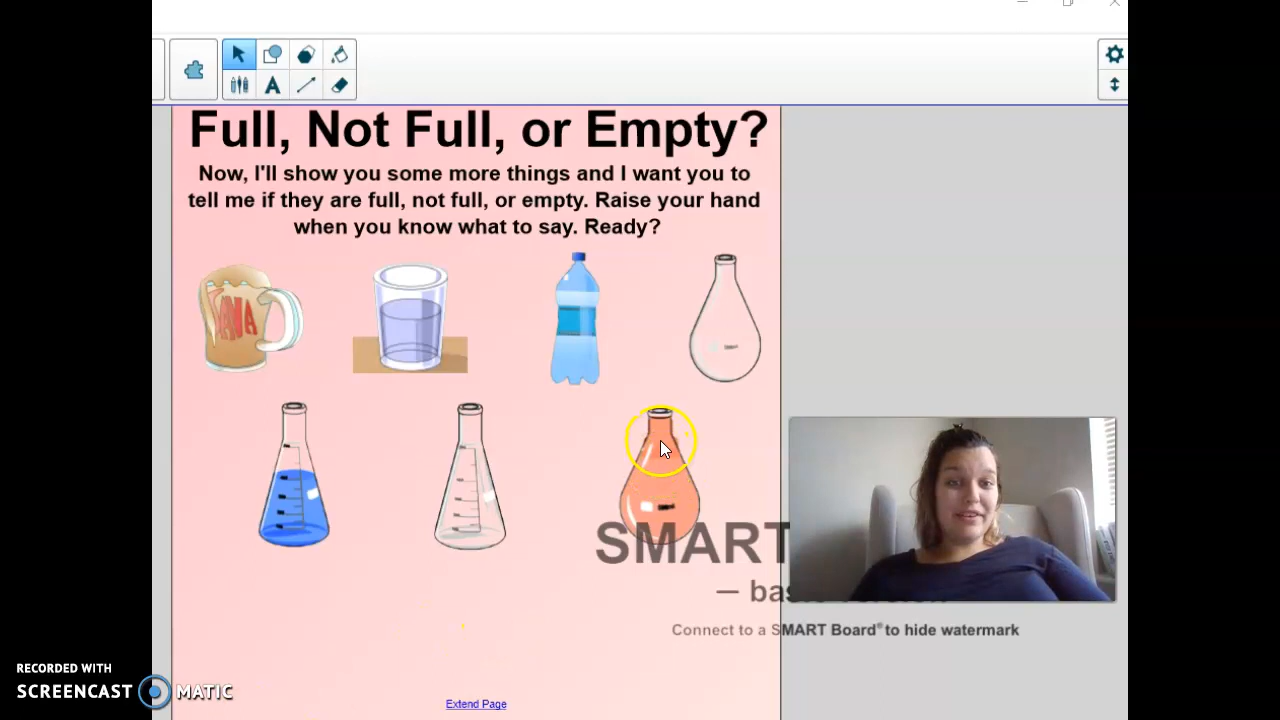 Full, Not Full, or Empty?
Now, I'll show you some more things and I want you to
tell me if they are full, not full, or empty. Raise your hand
when you know what to say. Ready?
JAVA
SMART
— ba
Connect to a SMART Board® to hide watermark
RECORDED WITH
SCREENCAST MATIC
Extend Page